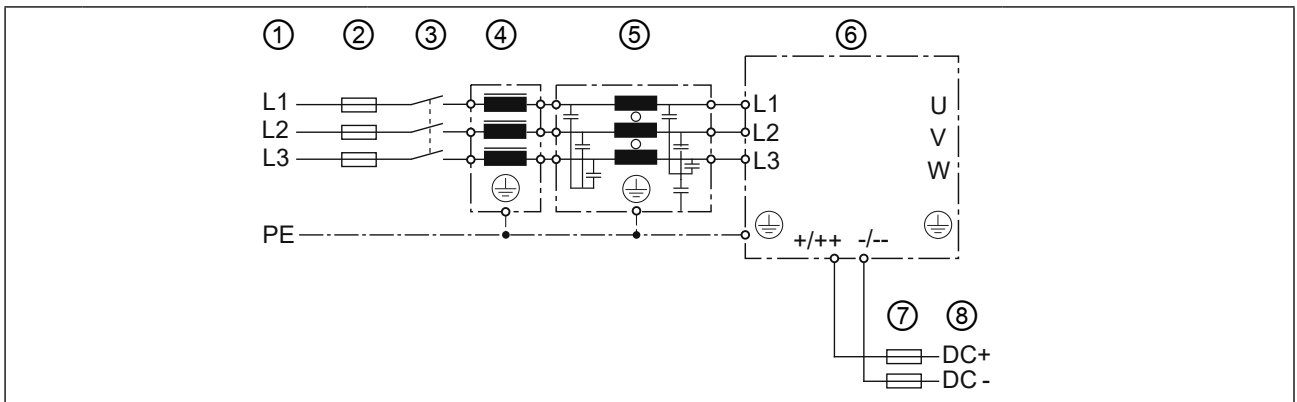 ① ② ③ ④ ⑤ ⑥
L1 L1 U
L2 L2 V
L3 L3 W
PE +/++ -/--
⑦ ⑧
DC+
DC -